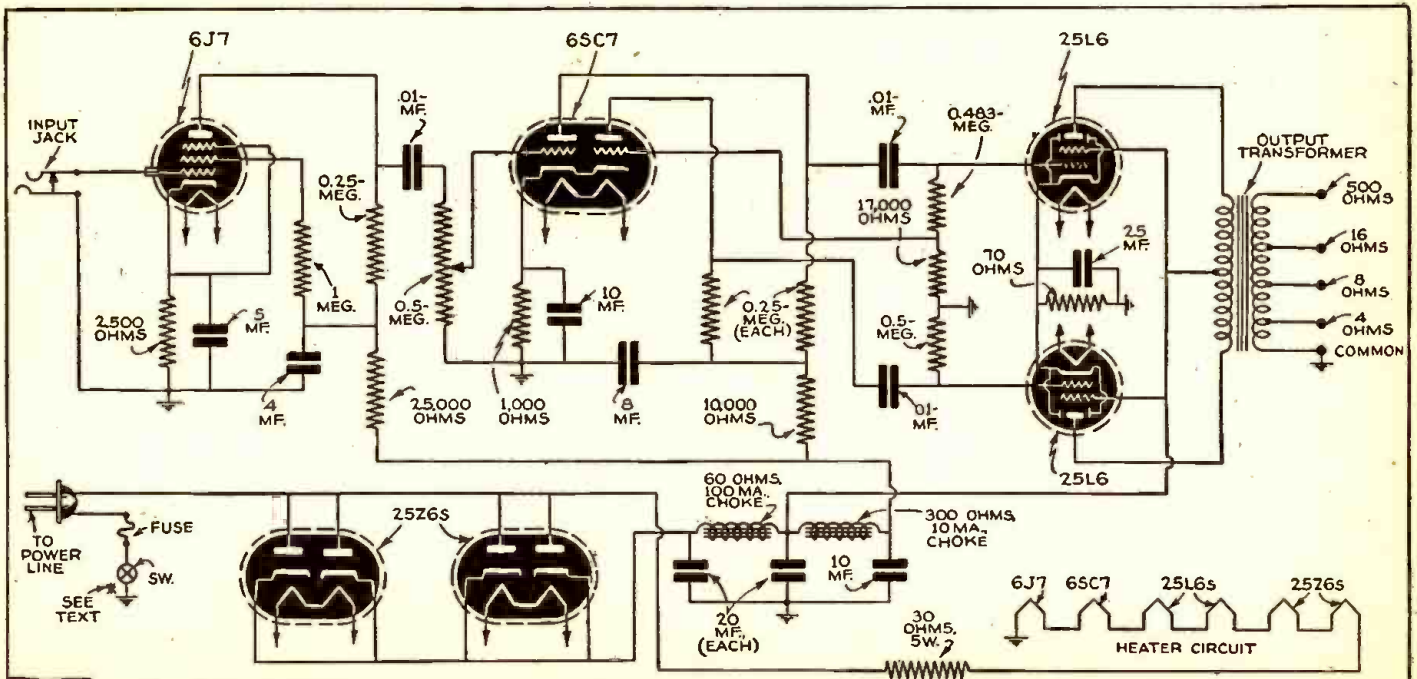 6J7
6SC7
25L6
INPUT
JACK
.01-
MF.
.01-
MF.
0.483-
MEG.
OUTPUT
TRANSFORMER
500
OHMS
0.25-
MEG.
17,000
OHMS
16
OHMS
25
MF.
70
OHMS
8
OHMS
1
MEG.
0.5-
MEG.
10
MF.
0.25-
MEG.
(EACH)
0.5-
MEG.
4
OHMS
2,500
OHMS
5
MF.
COMMON
4
MF.
25,000
OHMS
1,000
OHMS
8
MF.
10,000
OHMS
.01-
MF.
25L6
60 OHMS,
100 MA.,
CHOKE
300 OHMS,
10 MA.,
CHOKE
TO
POWER
LINE
FUSE
SW.
SEE
TEXT
25Z6S
20
MF.,
(EACH)
10
MF.
30
OHMS,
5W.
6J7
6SC7
25L6S
25Z6S
HEATER CIRCUIT